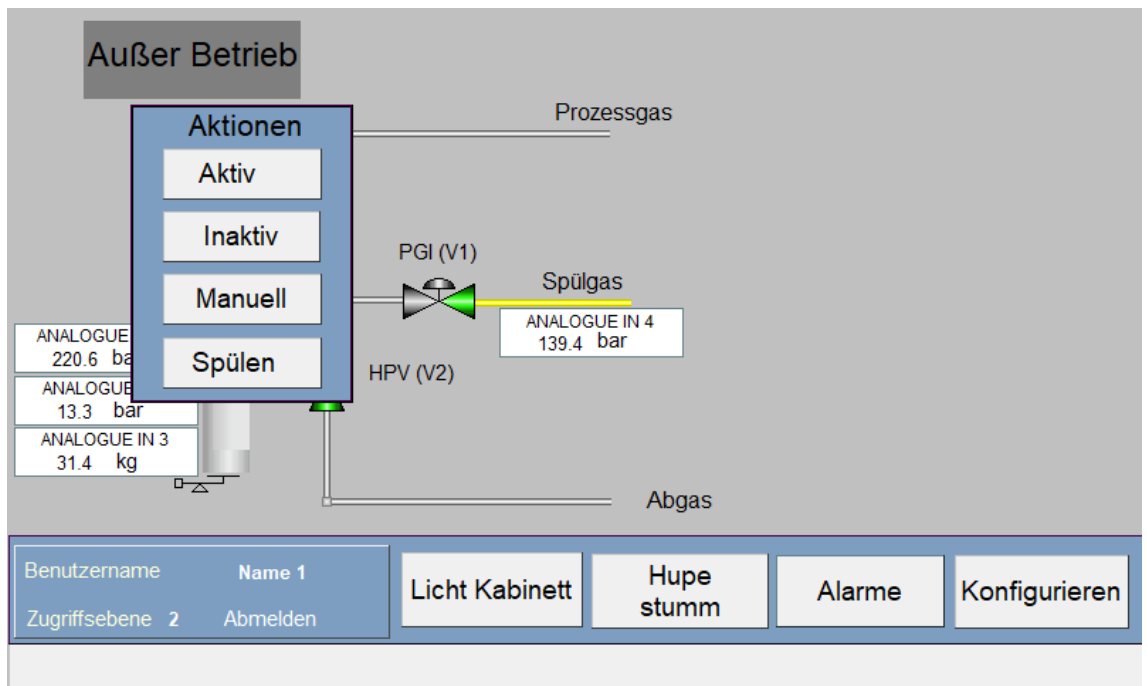 Außer Betrieb
Aktionen
Aktiv
Inaktiv
Manuell
Spülen
Prozessgas
PGI (V1)
Spülgas
ANALOGUE IN 4
139.4 bar
HPV (V2)
ANALOGUE
220.6
ANALOGUE
13.3 bar
ANALOGUE IN 3
31.4 kg
Abgas
Benutzername Name 1
Zugriffsebene 2 Abmelden
Licht Kabinett
Hupe
stumm
Alarme
Konfigurieren